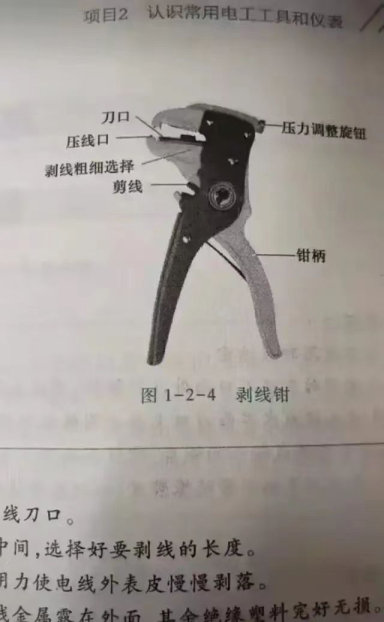 项目2 认识常用电工工具和仪表
刀口
压线口
剥线粗细选择
剪线
压力调整旋钮
钳柄
图 1-2-4 剥线钳
线刀口。
中间,选择好要剥线的长度。
用力使电线外表皮慢慢剥落。
线金属露在外面,其余绝缘塑料完好无损。